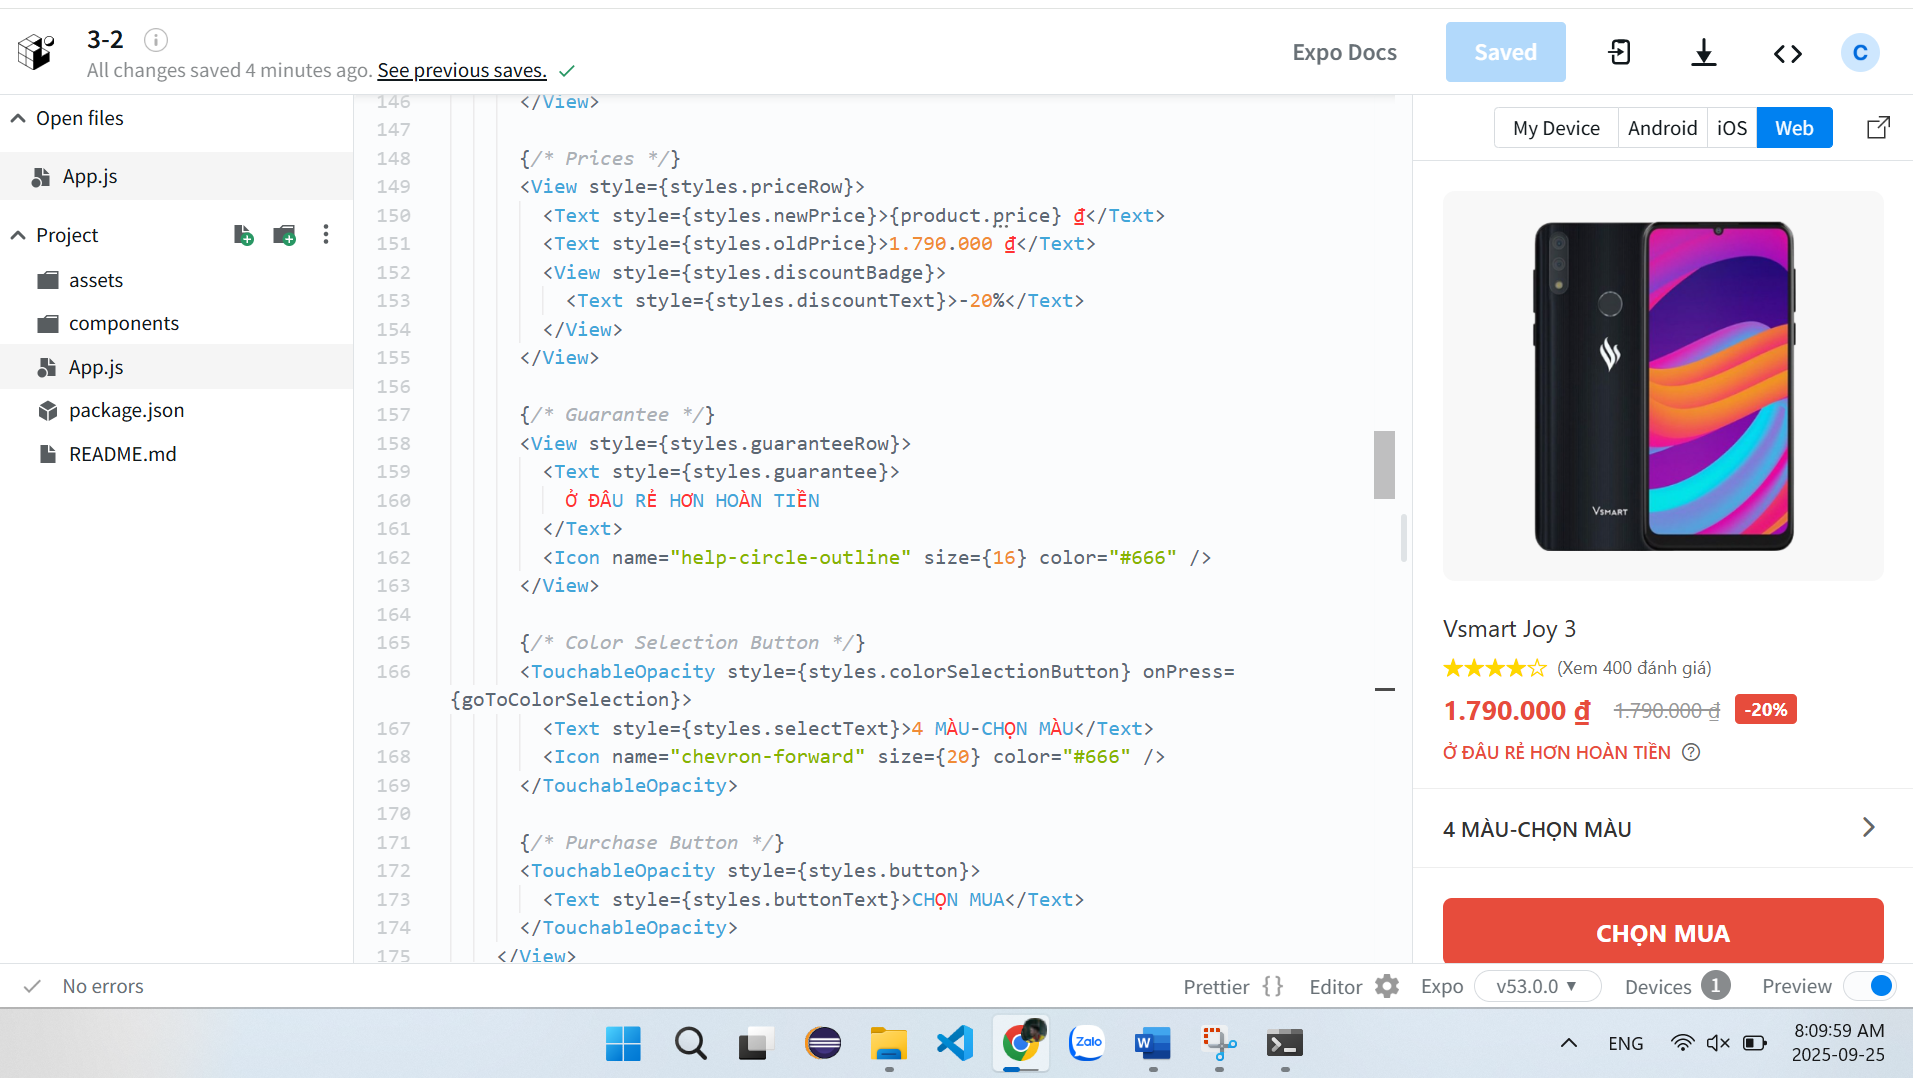 3-2
All changes saved 4 minutes ago. See previous saves.
Expo Docs
Saved
C
Open files
App.js
Project
assets
components
App.js
package.json
README.md
146 </View>
147
148 {/* Prices */}
149 <View style={styles.priceRow}>
150 <Text style={styles.newPrice}>{product.price} ₫</Text>
151 <Text style={styles.oldPrice}>1.790.000 ₫</Text>
152 <View style={styles.discountBadge}>
153 <Text style={styles.discountText}>-20%</Text>
154 </View>
155 </View>
156
157 {/* Guarantee */}
158 <View style={styles.guaranteeRow}>
159 <Text style={styles.guarantee}>
160 Ở ĐÂU RẺ HƠN HOÀN TIỀN
161 </Text>
162 <Icon name="help-circle-outline" size={16} color="#666" />
163 </View>
164
165 {/* Color Selection Button */}
166 <TouchableOpacity style={styles.colorSelectionButton} onPress=
{goToColorSelection}>
167 <Text style={styles.selectText}>4 MÀU-CHỌN MÀU</Text>
168 <Icon name="chevron-forward" size={20} color="#666" />
169 </TouchableOpacity>
170
171 {/* Purchase Button */}
172 <TouchableOpacity style={styles.button}>
173 <Text style={styles.buttonText}>CHỌN MUA</Text>
174 </TouchableOpacity>
175 </View>
My Device
Android
iOS
Web
VSMART
Vsmart Joy 3
(Xem 400 đánh giá)
1.790.000 ₫ 1.790.000 ₫ -20%
Ở ĐÂU RẺ HƠN HOÀN TIỀN
4 MÀU-CHỌN MÀU
CHỌN MUA
No errors
Prettier
Editor
Expo
v53.0.0
Devices 1
Preview
Zalo
W
ENG
8:09:59 AM
2025-09-25